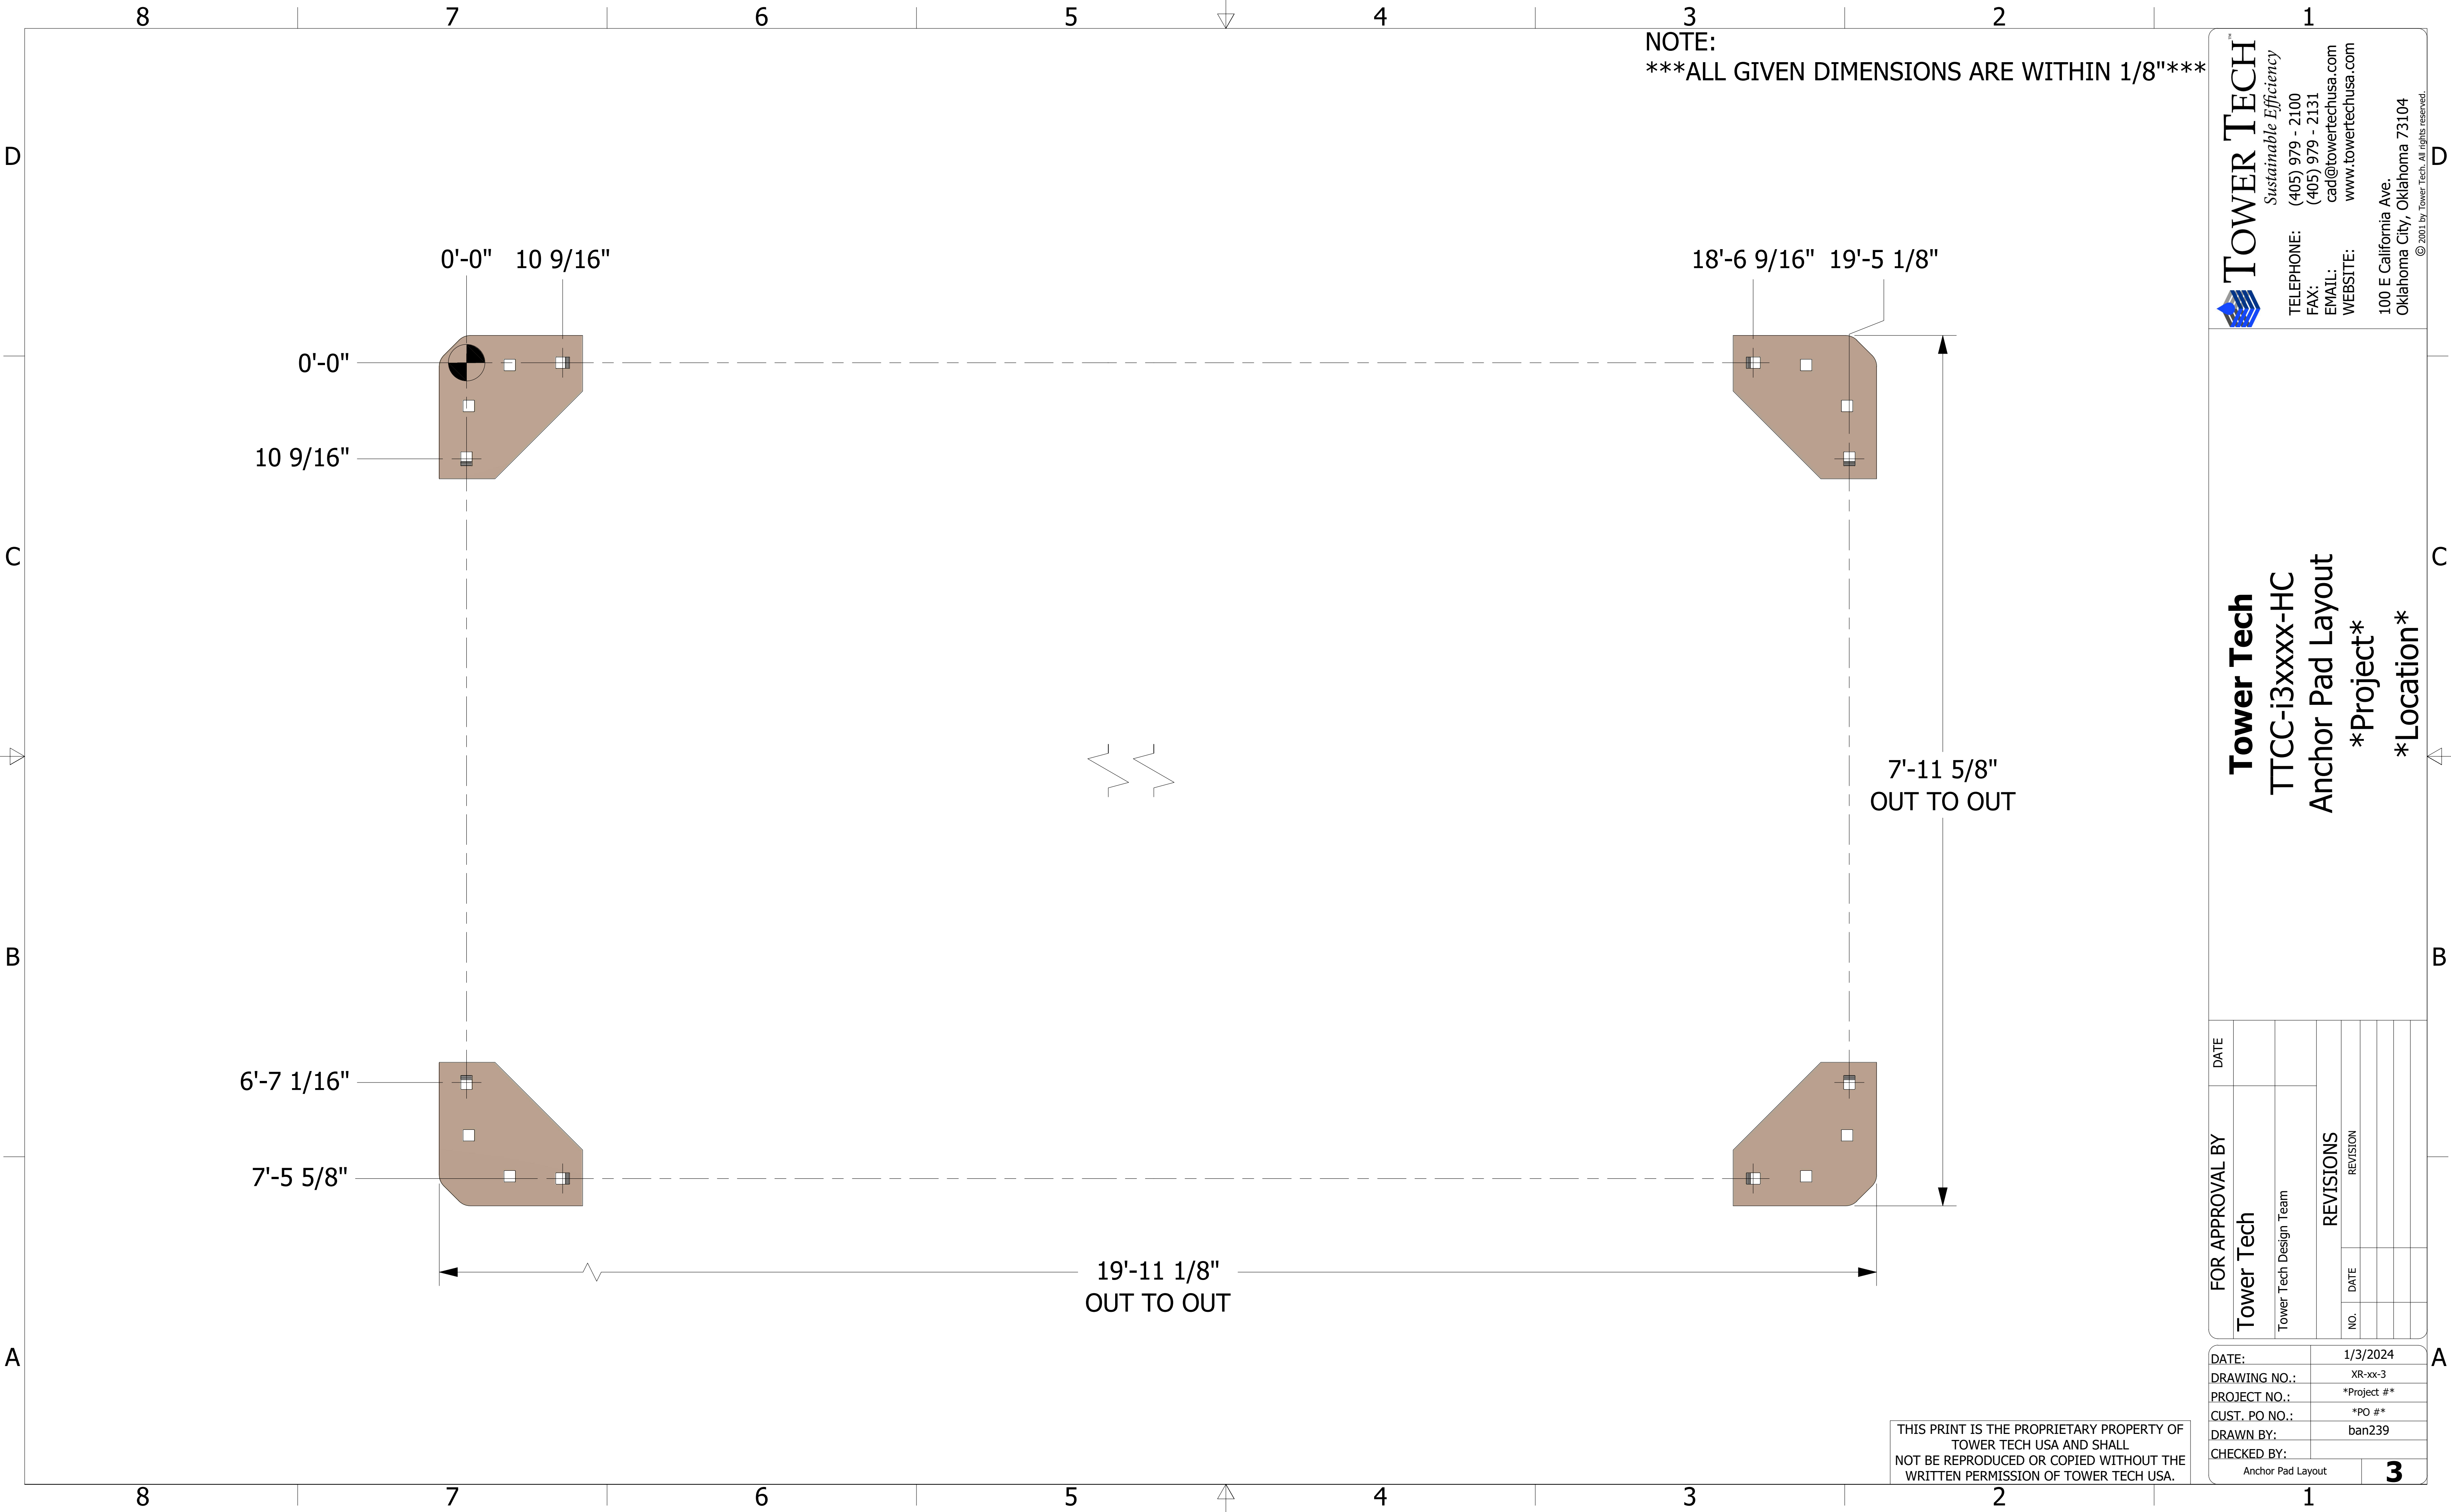 8 7 6 5 4 3 2 1
NOTE:
***ALL GIVEN DIMENSIONS ARE WITHIN 1/8"***
D
D
C
C
B
B
A
A
0'-0" 10 9/16"
18'-6 9/16" 19'-5 1/8"
0'-0"
10 9/16"
7'-11 5/8"
OUT TO OUT
6'-7 1/16"
7'-5 5/8"
19'-11 1/8"
OUT TO OUT
TOWER TECH™
Sustainable Efficiency
TELEPHONE: (405) 979 - 2100
FAX: (405) 979 - 2131
EMAIL: cad@towertechusa.com
WEBSITE: www.towertechusa.com
100 E California Ave.
Oklahoma City, Oklahoma 73104
© 2001 by Tower Tech. All rights reserved.
Tower Tech
TTCC-i3xxxx-HC
Anchor Pad Layout
*Project*
*Location*
FOR APPROVAL BY DATE
Tower Tech
Tower Tech Design Team
REVISIONS
NO. DATE REVISION
DATE: 1/3/2024
DRAWING NO.: XR-xx-3
PROJECT NO.: *Project #*
CUST. PO NO.: *PO #*
DRAWN BY: ban239
CHECKED BY:
Anchor Pad Layout 3
THIS PRINT IS THE PROPRIETARY PROPERTY OF
TOWER TECH USA AND SHALL
NOT BE REPRODUCED OR COPIED WITHOUT THE
WRITTEN PERMISSION OF TOWER TECH USA.
8 7 6 5 4 3 2 1